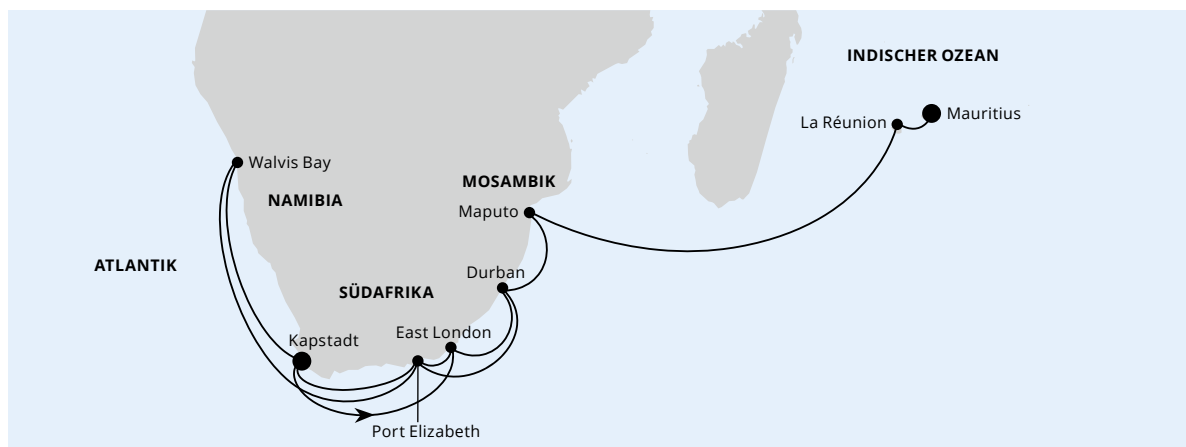 INDISCHER OZEAN
Mauritius
La Réunion
Walvis Bay
MOSAMBIK
NAMIBIA
Maputo
ATLANTIK
Durban
SÜDAFRIKA
East London
Kapstadt
Port Elizabeth